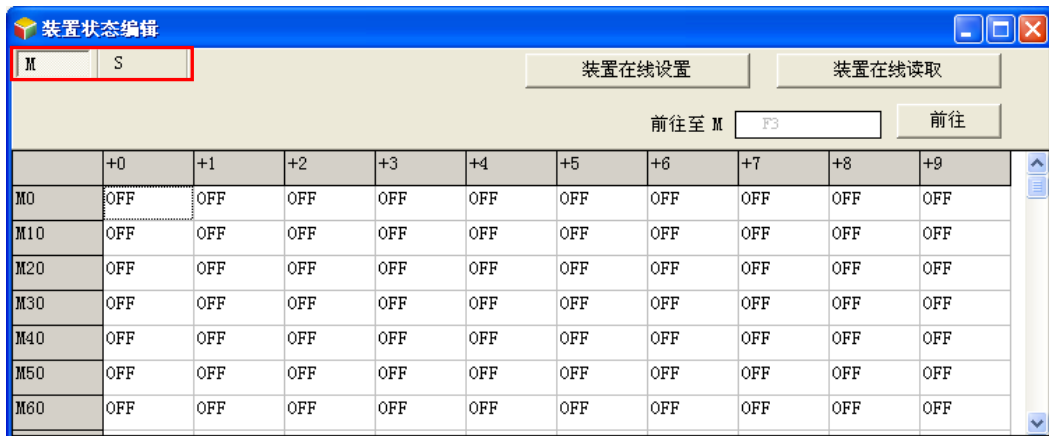 装置状态编辑
M S 装置在线设置 装置在线读取
前往至 M F3 前往
+0 +1 +2 +3 +4 +5 +6 +7 +8 +9
M0 OFF OFF OFF OFF OFF OFF OFF OFF OFF OFF
M10 OFF OFF OFF OFF OFF OFF OFF OFF OFF OFF
M20 OFF OFF OFF OFF OFF OFF OFF OFF OFF OFF
M30 OFF OFF OFF OFF OFF OFF OFF OFF OFF OFF
M40 OFF OFF OFF OFF OFF OFF OFF OFF OFF OFF
M50 OFF OFF OFF OFF OFF OFF OFF OFF OFF OFF
M60 OFF OFF OFF OFF OFF OFF OFF OFF OFF OFF